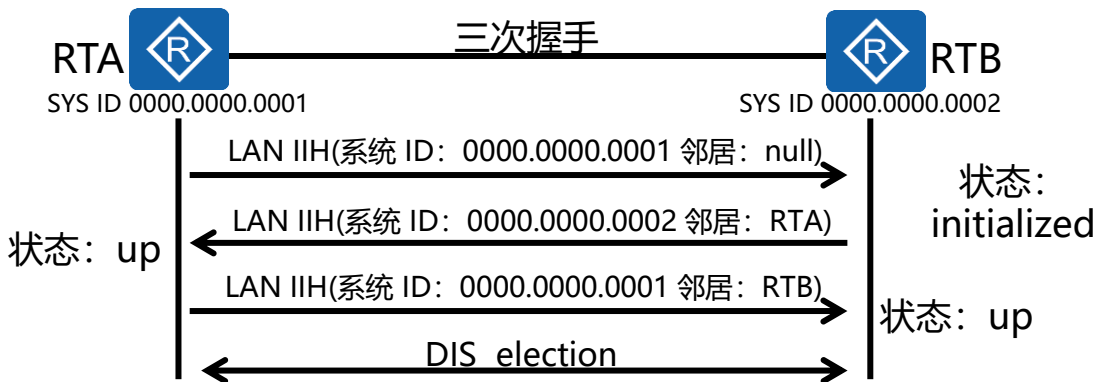 三次握手
RTA R R RTB
SYS ID 0000.0000.0001 SYS ID 0000.0000.0002
LAN IIH(系统 ID：0000.0000.0001 邻居：null)
状态：
initialized
LAN IIH(系统 ID：0000.0000.0002 邻居：RTA)
状态：up
LAN IIH(系统 ID：0000.0000.0001 邻居：RTB)
状态：up
DIS election